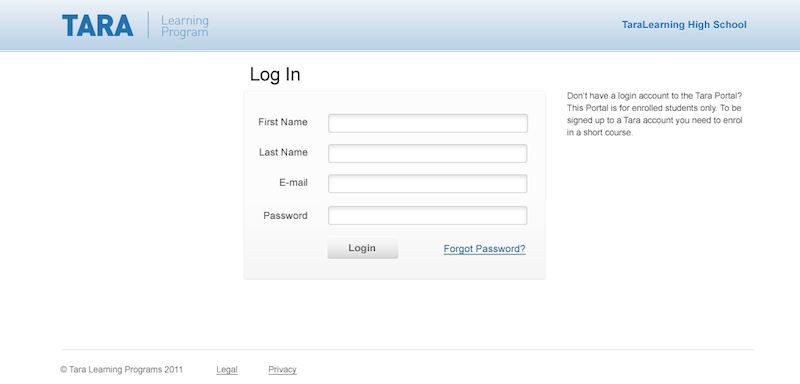 TARA
Learning
Program
TaraLearning High School
Log In
First Name
Last Name
E-mail
Password
Login
Forgot Password?
Don't have a login account to the Tara Portal?
This Portal is for enrolled students only. To be
signed up to a Tara account you need to enrol
in a short course.
© Tara Learning Programs 2011
Legal
Privacy